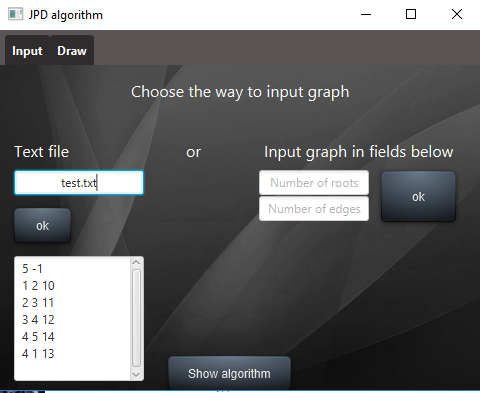 JPD algorithm
Input Draw
Choose the way to input graph
Text file or Input graph in fields below
test.txt
Number of roots
Number of edges
ok
ok
5 -1
1 2 10
2 3 11
3 4 12
4 5 14
4 1 13
Show algorithm